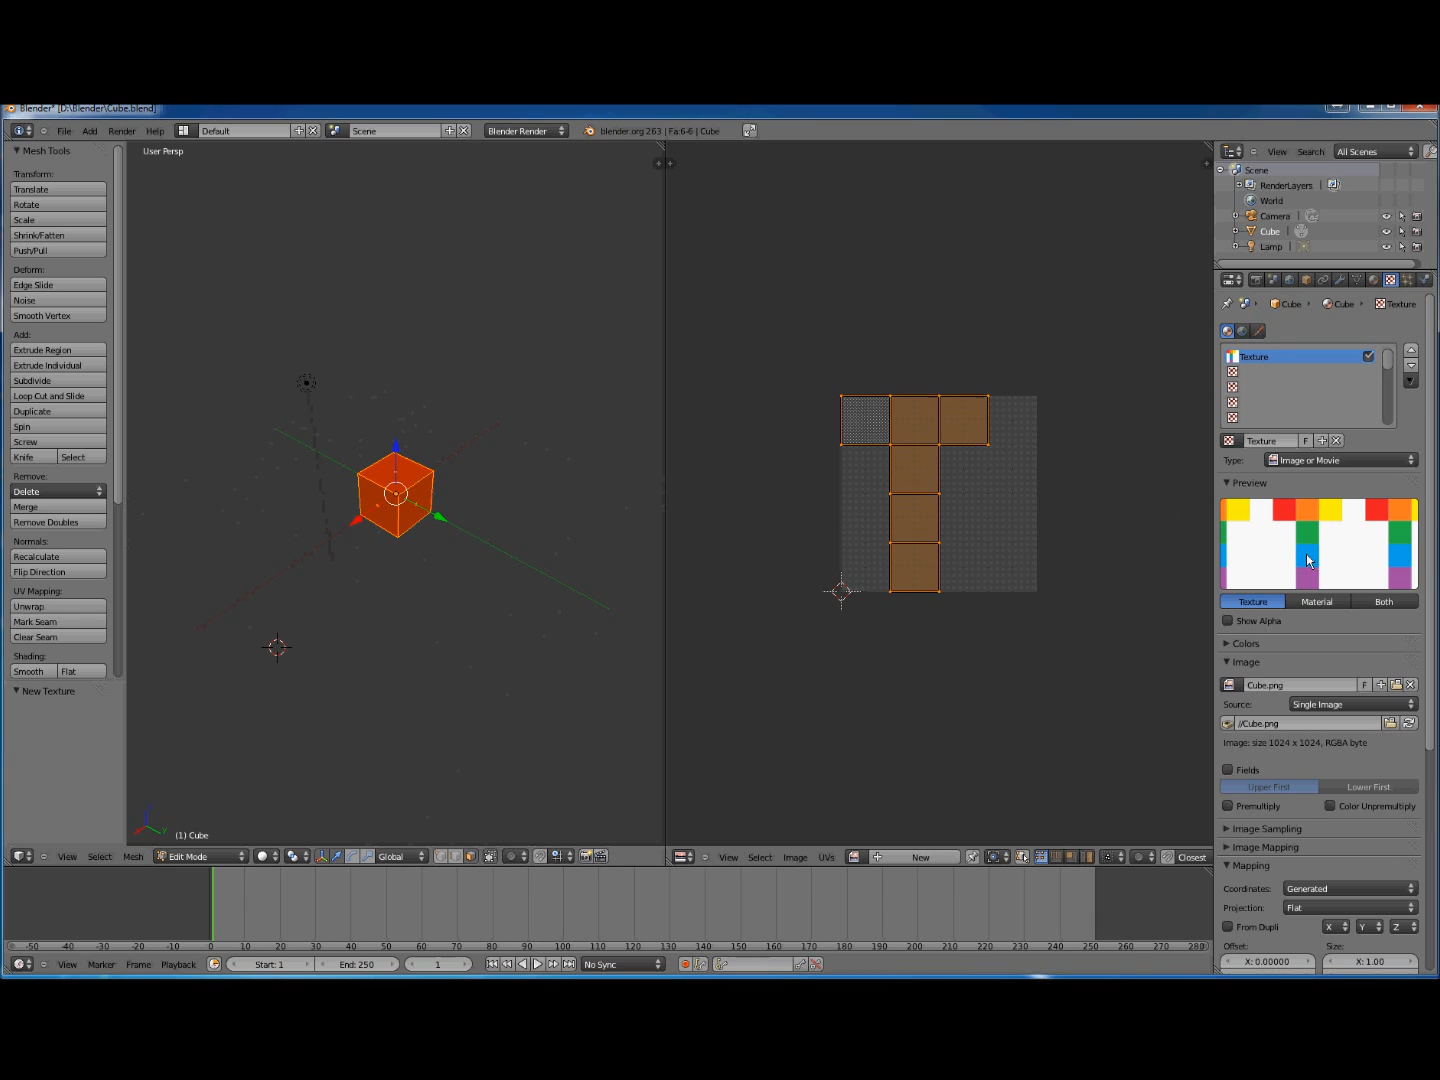 Blender* [D:\Blender\Cube.blend]
File Add Render Help Default Scene Blender Render blender.org 263 | Fa:6-6 | Cube
Mesh Tools
Transform:
Translate
Rotate
Scale
Shrink/Fatten
Push/Pull
Deform:
Edge Slide
Noise
Smooth Vertex
Add:
Extrude Region
Extrude Individual
Subdivide
Loop Cut and Slide
Duplicate
Spin
Screw
Knife Select
Remove:
Delete
Merge
Remove Doubles
Normals:
Recalculate
Flip Direction
UV Mapping:
Unwrap
Mark Seam
Clear Seam
Shading:
Smooth Flat
New Texture
User Persp
(1) Cube
View Select Mesh Edit Mode Global
View Select Image UVs New Closest
View Search All Scenes
Scene
RenderLayers
World
Camera
Cube
Lamp
Cube Cube Texture
Texture
Texture F
Type: Image or Movie
Preview
Texture Material Both
Show Alpha
Colors
Image
Cube.png F
Source: Single Image
//Cube.png
Image: size 1024 x 1024, RGBA byte
Fields
Upper First Lower First
Premultiply Color Unpremultiply
Image Sampling
Image Mapping
Mapping
Coordinates: Generated
Projection: Flat
From Dupli X Y Z
Offset: Size:
X: 0.00000 X: 1.00
-50 -40 -30 -20 -10 0 10 20 30 40 50 60 70 80 90 100 110 120 130 140 150 160 170 180 190 200 210 220 230 240 250 260 270 280
View Marker Frame Playback Start: 1 End: 250 1 No Sync